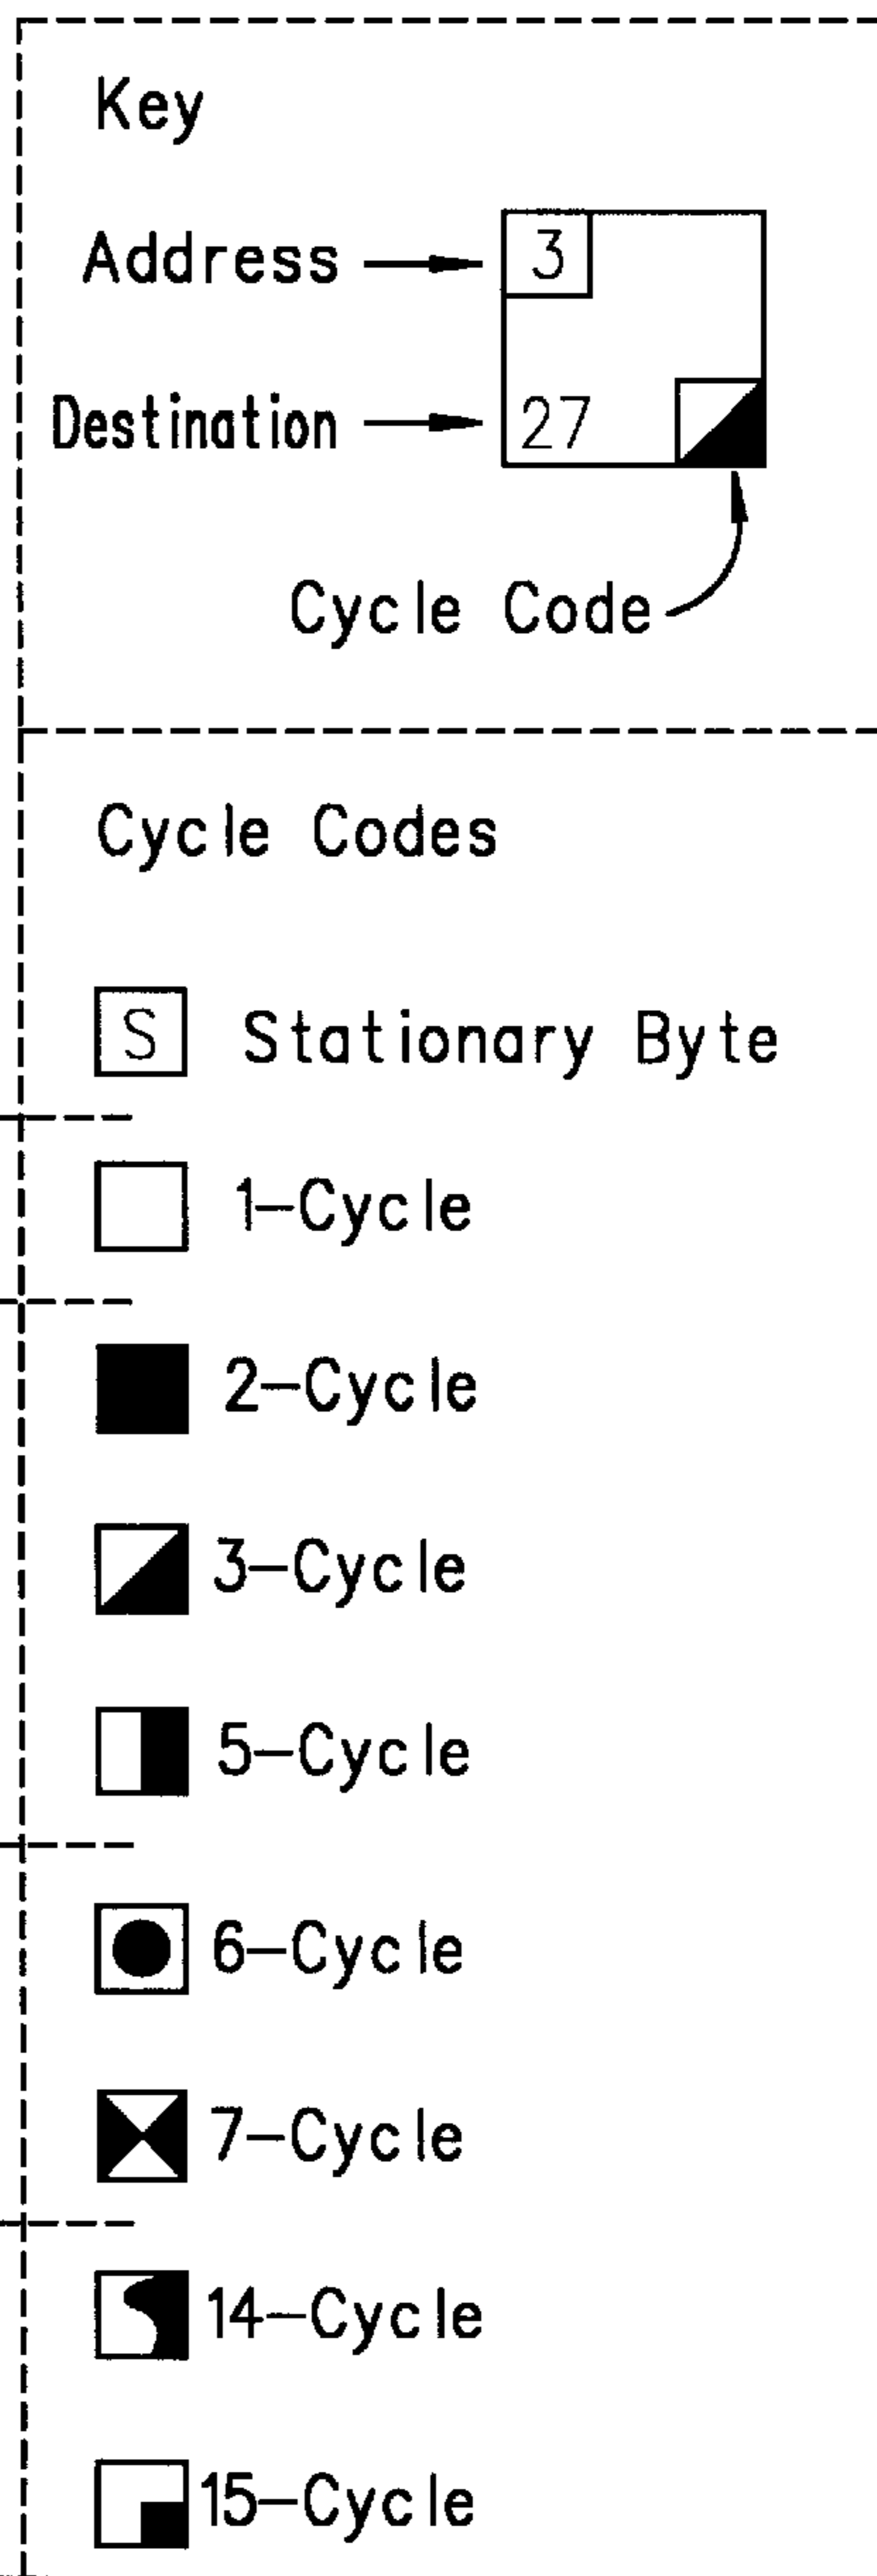 Key
Address
3
Destination
27
Cycle Code
Cycle Codes
S Stationary Byte
1-Cycle
2-Cycle
3-Cycle
5-Cycle
6-Cycle
7-Cycle
14-Cycle
15-Cycle